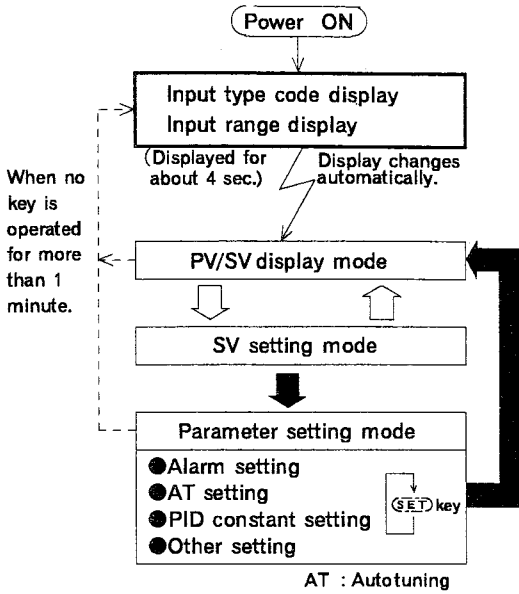 Power ON
Input type code display
Input range display
(Displayed for
about 4 sec.)
Display changes
automatically.
When no
key is
operated
for more
than 1
minute.
PV/SV display mode
SV setting mode
Parameter setting mode
●Alarm setting
●AT setting
●PID constant setting
●Other setting
SET key
AT : Autotuning